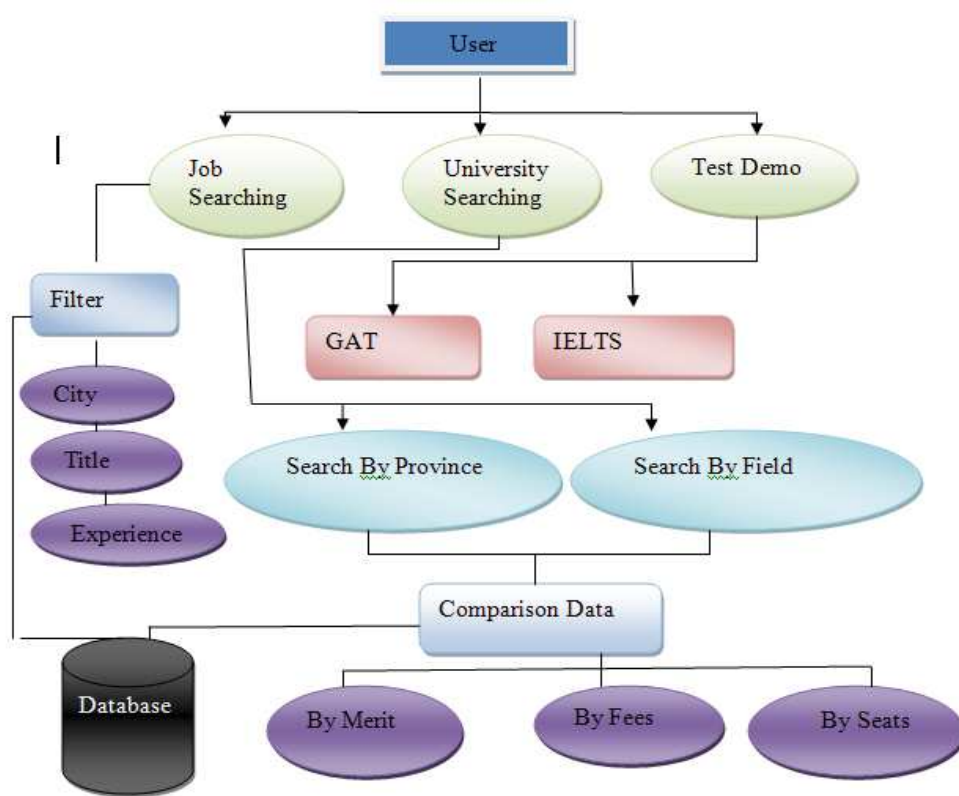 User
Job
Searching
University
Searching
Test Demo
Filter
GAT
IELTS
City
Title
Experience
Search By Province
Search By Field
Comparison Data
Database
By Merit
By Fees
By Seats